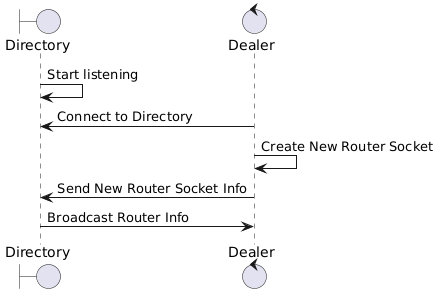 Directory
Dealer
Start listening
Connect to Directory
Create New Router Socket
Send New Router Socket Info
Broadcast Router Info
Directory
Dealer